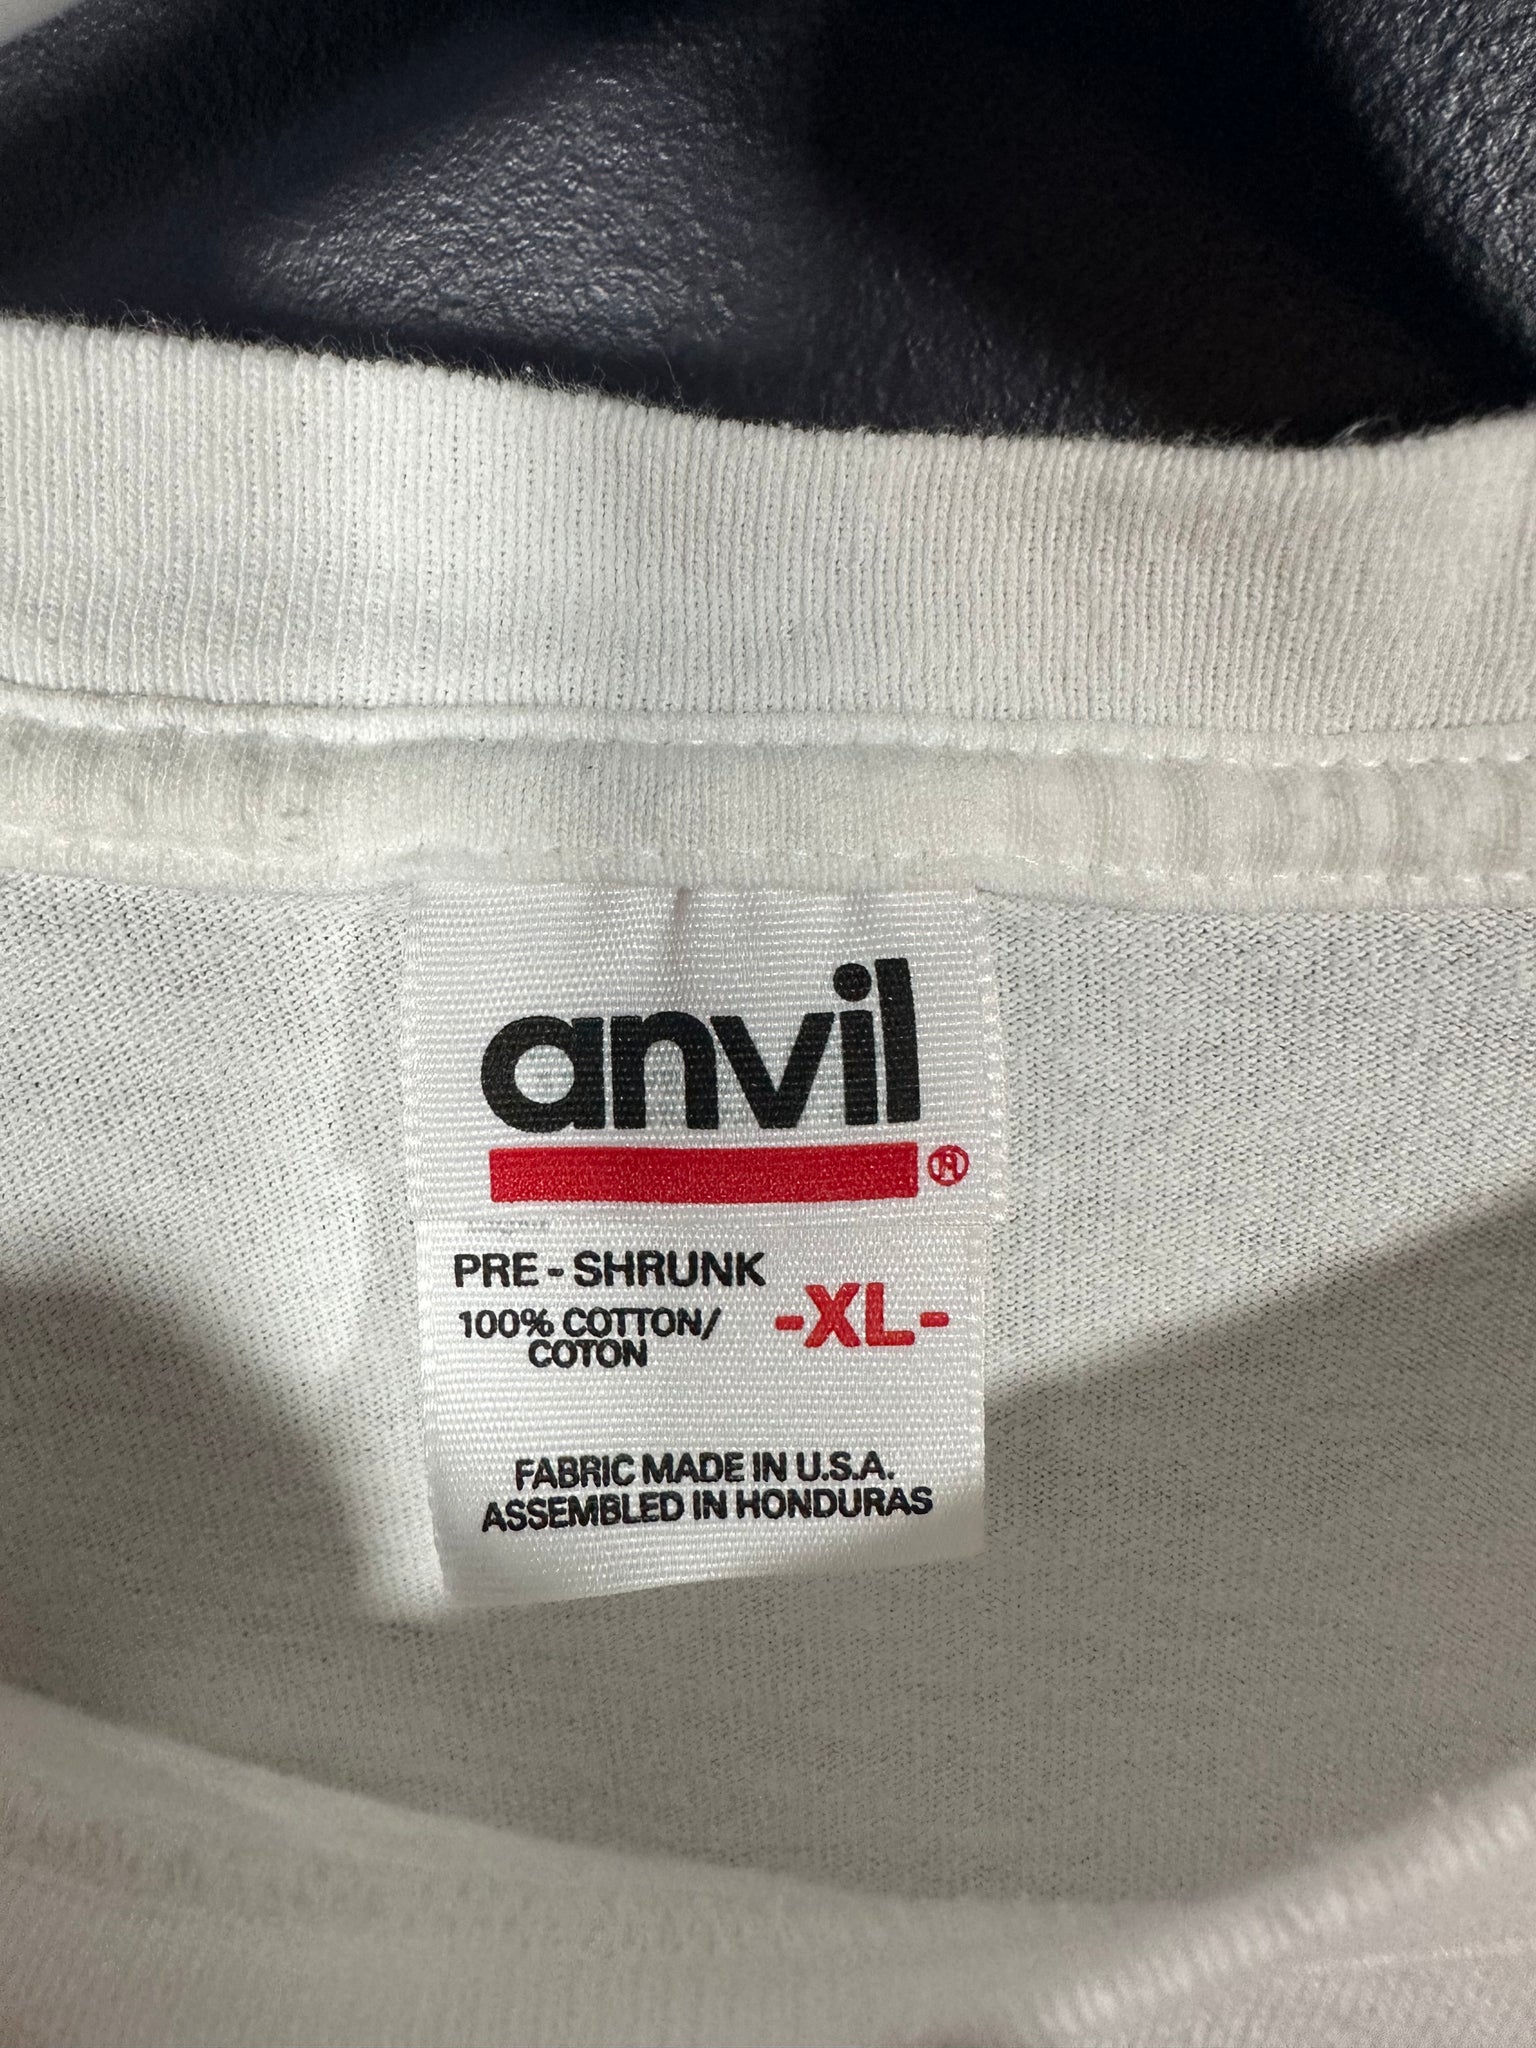 anvil®
PRE-SHRUNK
100% COTTON/
COTON
-XL-
FABRIC MADE IN U.S.A.
ASSEMBLED IN HONDURAS